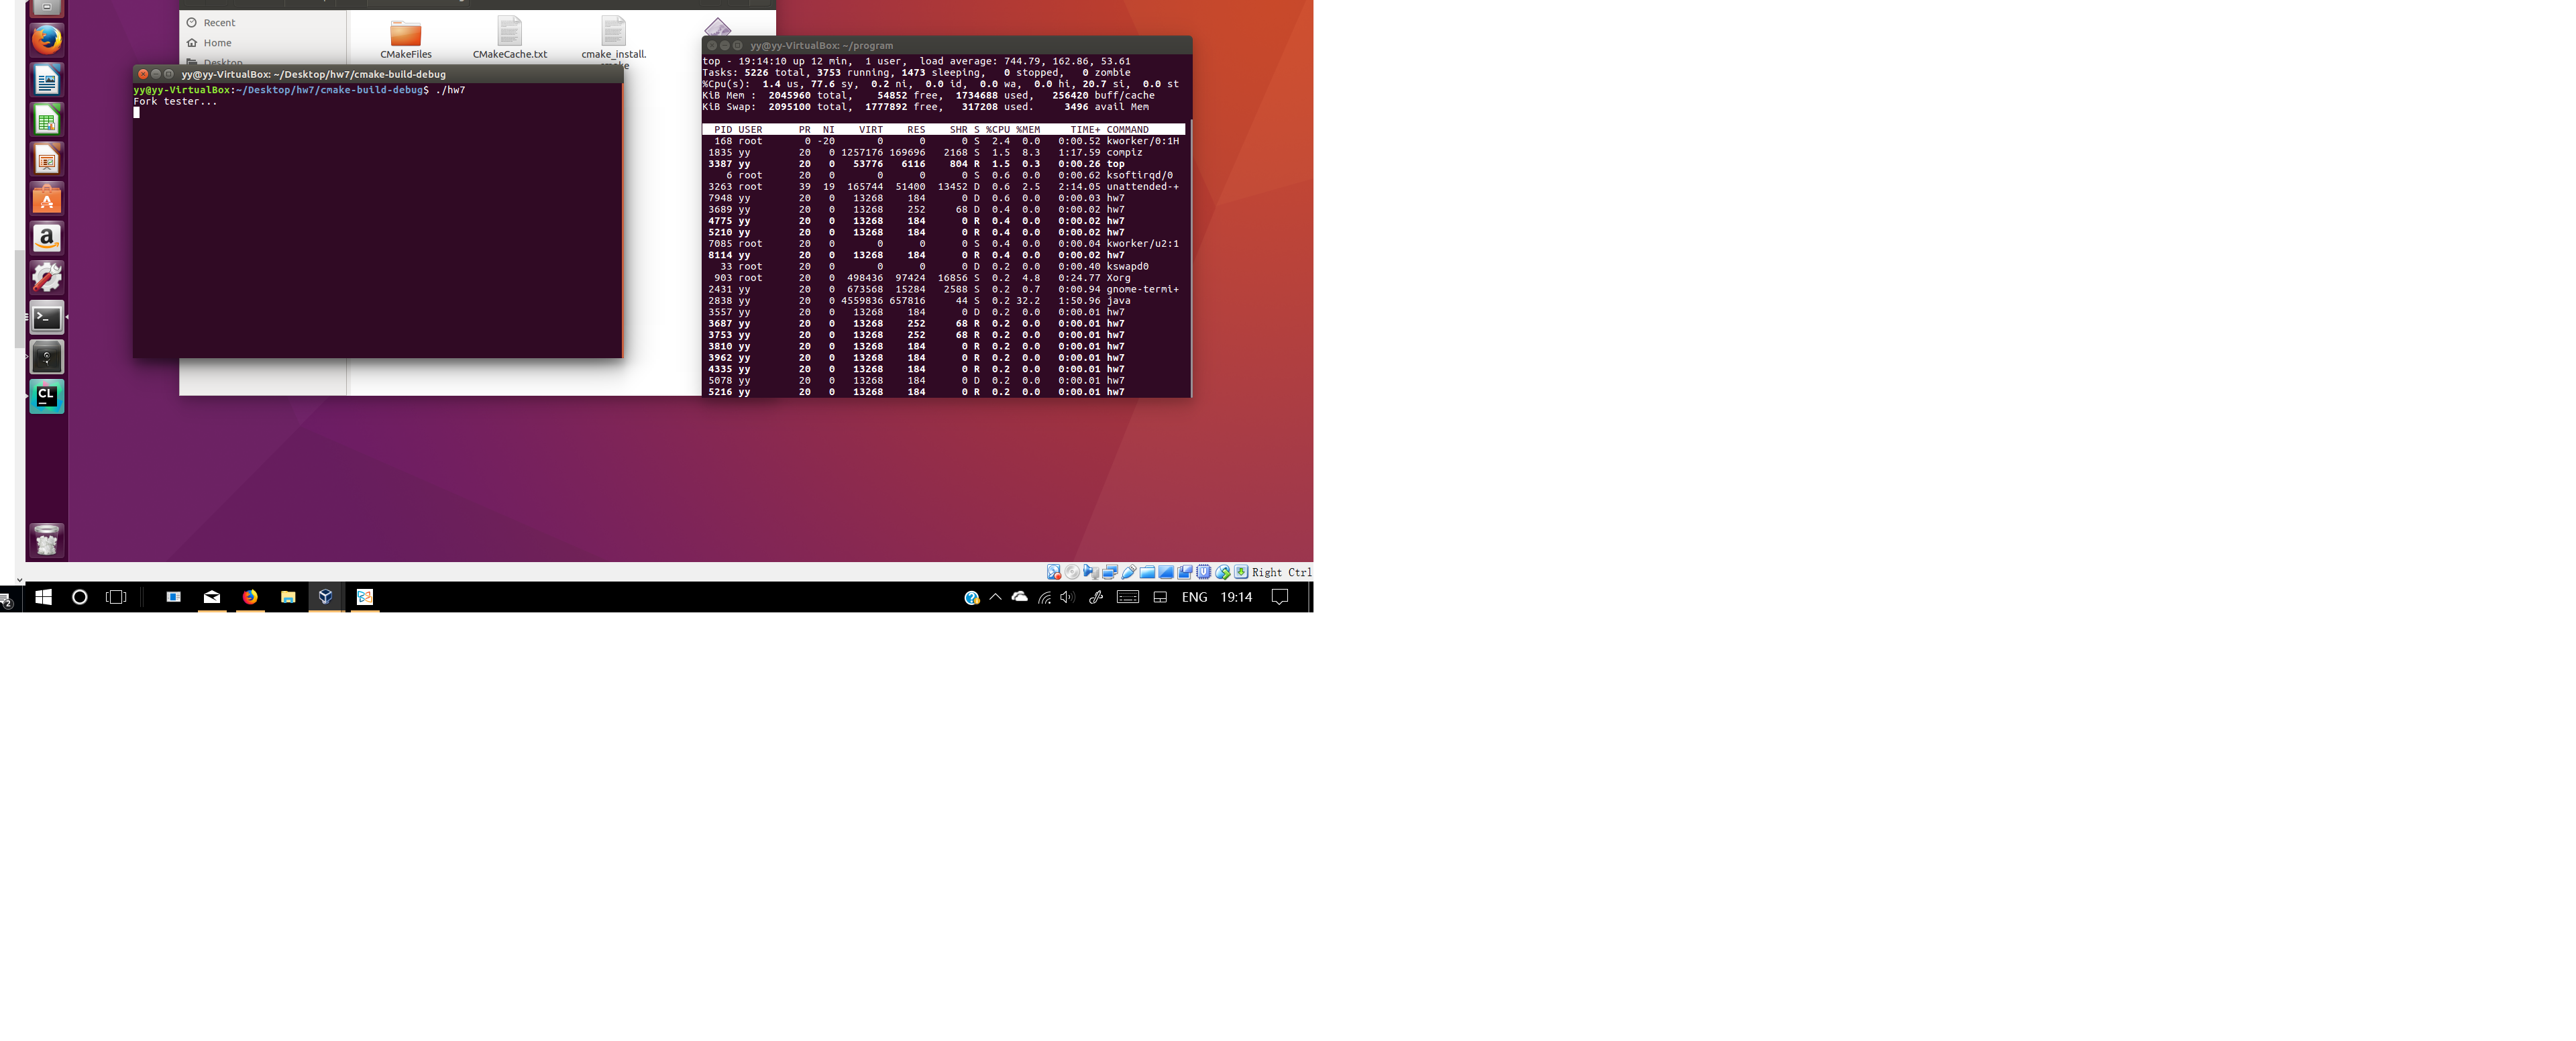 Recent
Home
Desktop
CMakeFiles
CMakeCache.txt
cmake_install.
yy@yy-VirtualBox: ~/Desktop/hw7/cmake-build-debug
yy@yy-VirtualBox:~/Desktop/hw7/cmake-build-debug$ ./hw7
Fork tester...
yy@yy-VirtualBox: ~/program
top - 19:14:10 up 12 min,  1 user,  load average: 744.79, 162.86, 53.61
Tasks: 5226 total, 3753 running, 1473 sleeping,   0 stopped,   0 zombie
%Cpu(s):  1.4 us, 77.6 sy,  0.2 ni,  0.0 id,  0.0 wa,  0.0 hi, 20.7 si,  0.0 st
KiB Mem :  2045960 total,    54852 free,  1734688 used,   256420 buff/cache
KiB Swap:  2095100 total,  1777892 free,   317208 used.     3496 avail Mem
PID USER      PR  NI    VIRT    RES    SHR S %CPU %MEM     TIME+ COMMAND
168 root       0 -20       0      0      0 S  2.4  0.0   0:00.52 kworker/0:1H
1835 yy        20   0 1257176 169696   2168 S  1.5  8.3   1:17.59 compiz
3387 yy        20   0   53776   6116    804 R  1.5  0.3   0:00.26 top
6 root      20   0       0      0      0 S  0.6  0.0   0:00.62 ksoftirqd/0
3263 root      39  19  165744  51400  13452 D  0.6  2.5   2:14.05 unattended-+
7948 yy        20   0   13268    184      0 D  0.6  0.0   0:00.03 hw7
3689 yy        20   0   13268    252     68 D  0.4  0.0   0:00.02 hw7
4775 yy        20   0   13268    184      0 R  0.4  0.0   0:00.02 hw7
5210 yy        20   0   13268    184      0 R  0.4  0.0   0:00.02 hw7
7085 root      20   0       0      0      0 S  0.4  0.0   0:00.04 kworker/u2:1
8114 yy        20   0   13268    184      0 R  0.4  0.0   0:00.02 hw7
33 root      20   0       0      0      0 D  0.2  0.0   0:00.40 kswapd0
903 root      20   0  498436  97424  16856 S  0.2  4.8   0:24.77 Xorg
2431 yy        20   0  673568  15284   2588 S  0.2  0.7   0:00.94 gnome-termi+
2838 yy        20   0 4559836 657816     44 S  0.2 32.2   1:50.96 java
3557 yy        20   0   13268    184      0 D  0.2  0.0   0:00.01 hw7
3687 yy        20   0   13268    252     68 R  0.2  0.0   0:00.01 hw7
3753 yy        20   0   13268    252     68 R  0.2  0.0   0:00.01 hw7
3810 yy        20   0   13268    184      0 R  0.2  0.0   0:00.01 hw7
3962 yy        20   0   13268    184      0 R  0.2  0.0   0:00.01 hw7
4335 yy        20   0   13268    184      0 R  0.2  0.0   0:00.01 hw7
5078 yy        20   0   13268    184      0 D  0.2  0.0   0:00.01 hw7
5216 yy        20   0   13268    184      0 R  0.2  0.0   0:00.01 hw7
CL
Right Ctrl
2
ENG 19:14